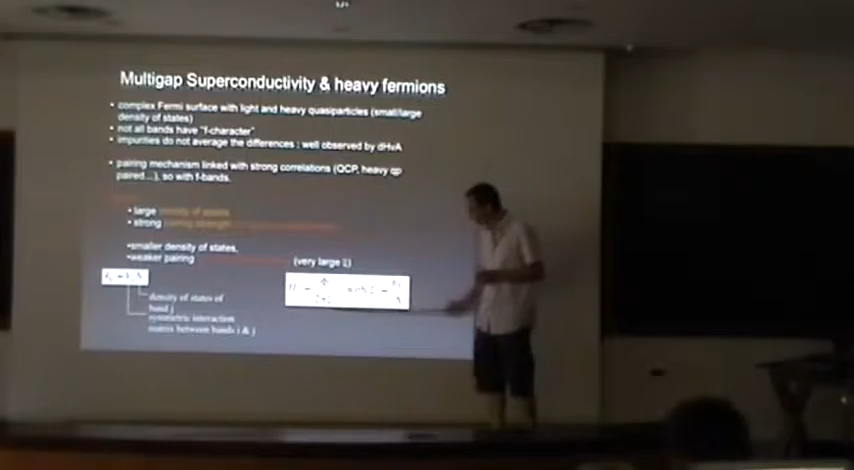 Multigap Superconductivity & heavy fermions
• complex Fermi surface with light and heavy quasiparticles (small/large
density of states)
• not all bands have "f-character"
• impurities do not average the differences : well observed by dHvA
• pairing mechanism linked with strong correlations (QCP, heavy qp
paired...), so with f-bands.
• large density of states
• strong
•smaller density of states,
•weaker pairing
(very large ξ)
density of states of
band j
symmetric interaction
matrix between bands i & j